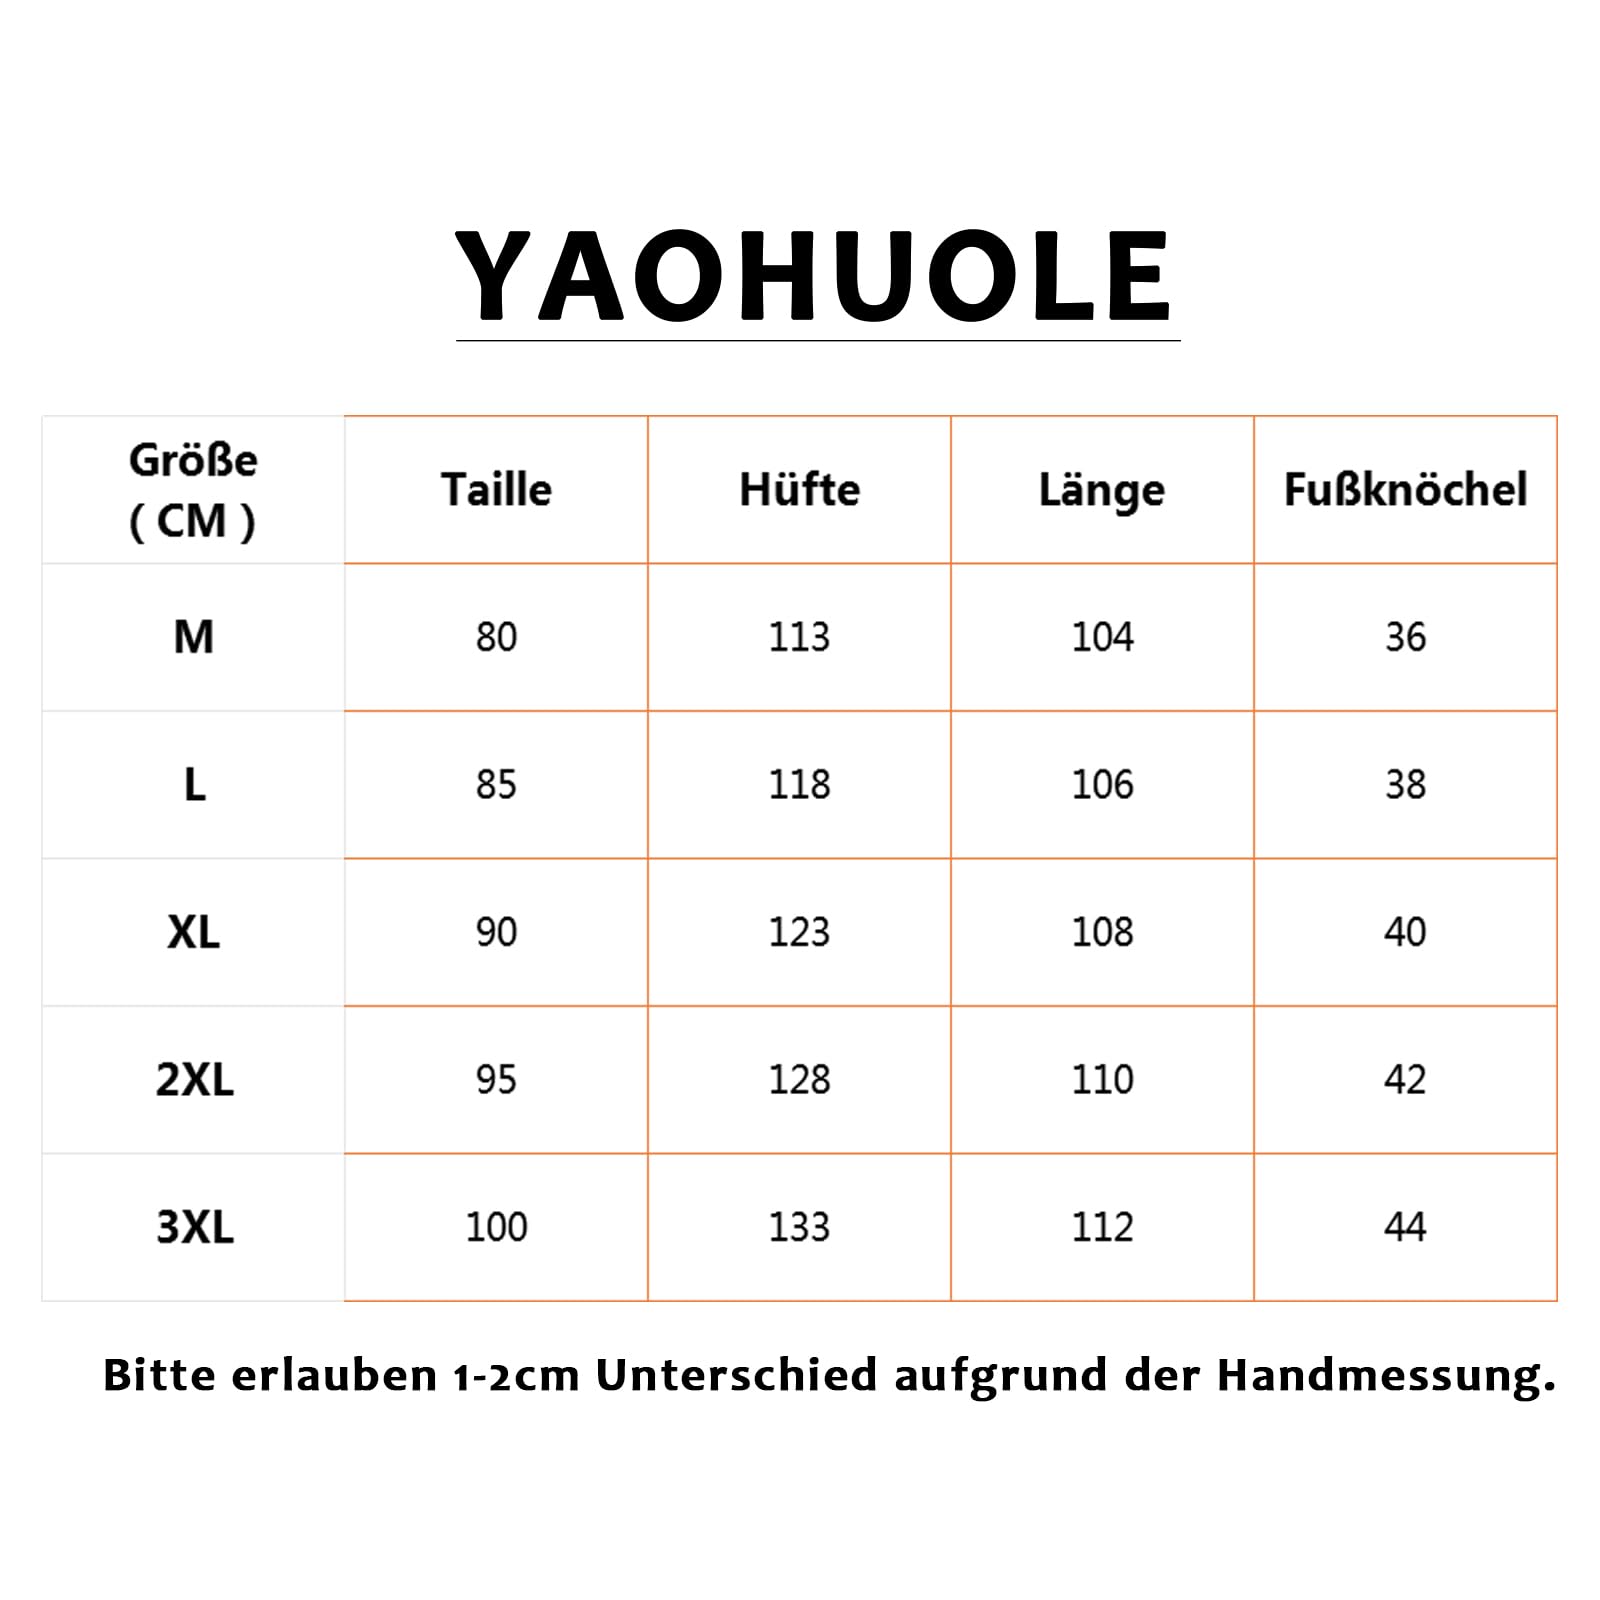 YAOHUOLE
Größe
( CM )
Taille Hüfte Länge Fußknöchel
M 80 113 104 36
L 85 118 106 38
XL 90 123 108 40
2XL 95 128 110 42
3XL 100 133 112 44
Bitte erlauben 1-2cm Unterschied aufgrund der Handmessung.